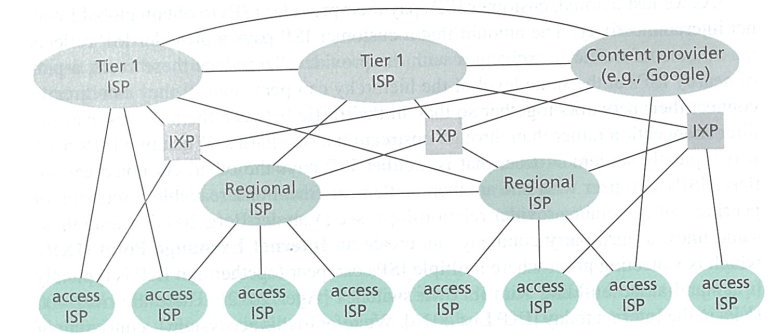 Tier 1
ISP
Tier 1
ISP
Content provider
(e.g., Google)
IXP
IXP
IXP
Regional
ISP
Regional
ISP
access
ISP
access
ISP
access
ISP
access
ISP
access
ISP
access
ISP
access
ISP
access
ISP